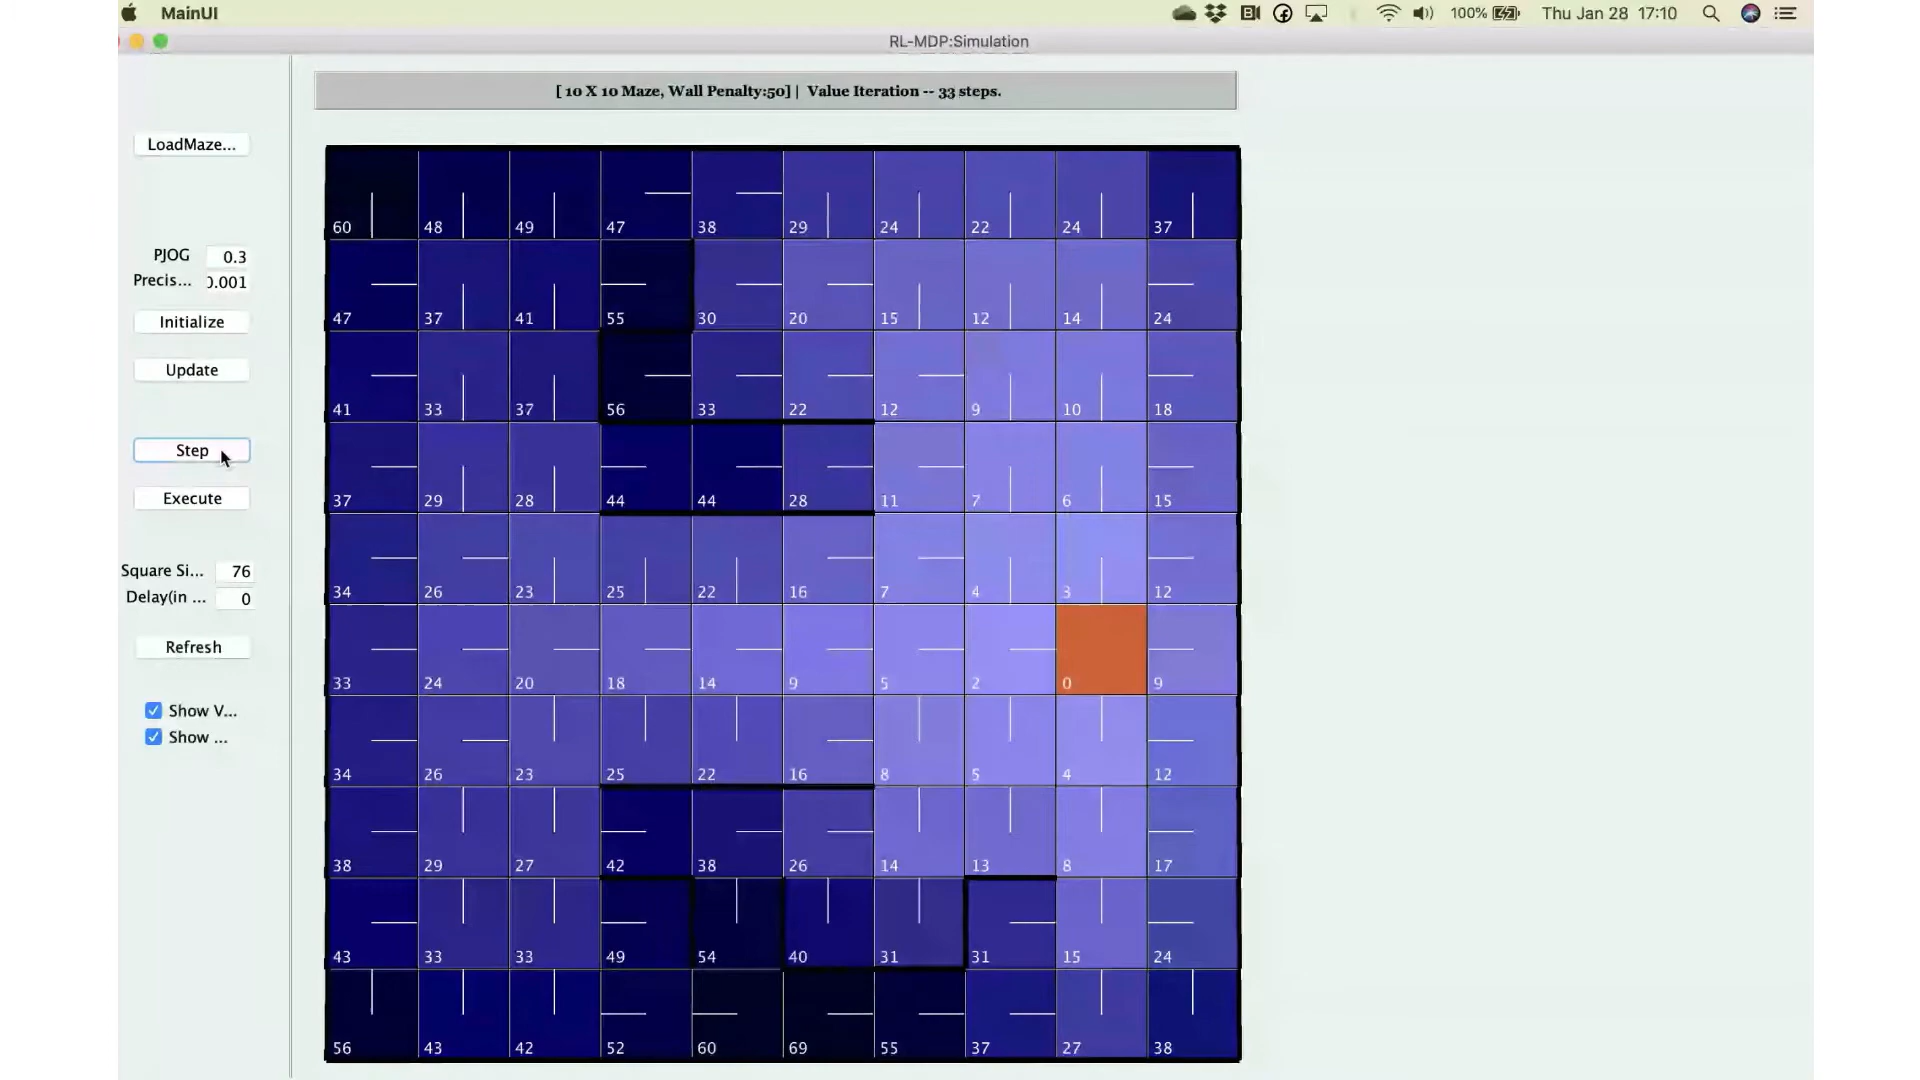 MainUI
100%
Thu Jan 28 17:10
RL-MDP:Simulation
[ 10 X 10 Maze, Wall Penalty:50] | Value Iteration -- 33 steps.
LoadMaze...
PJOG 0.3
Precis... 0.001
Initialize
Update
Step
Execute
Square Si... 76
Delay(in ... 0
Refresh
Show V...
Show ...
60 48 49 47 38 29 24 22 24 37
47 37 41 55 30 20 15 12 14 24
41 33 37 56 33 22 12 9 10 18
37 29 28 44 44 28 11 7 6 15
34 26 23 25 22 16 7 4 3 12
33 24 20 18 14 9 5 2 0 9
34 26 23 25 22 16 8 5 4 12
38 29 27 42 38 26 14 13 8 17
43 33 33 49 54 40 31 31 15 24
56 43 42 52 60 69 55 37 27 38